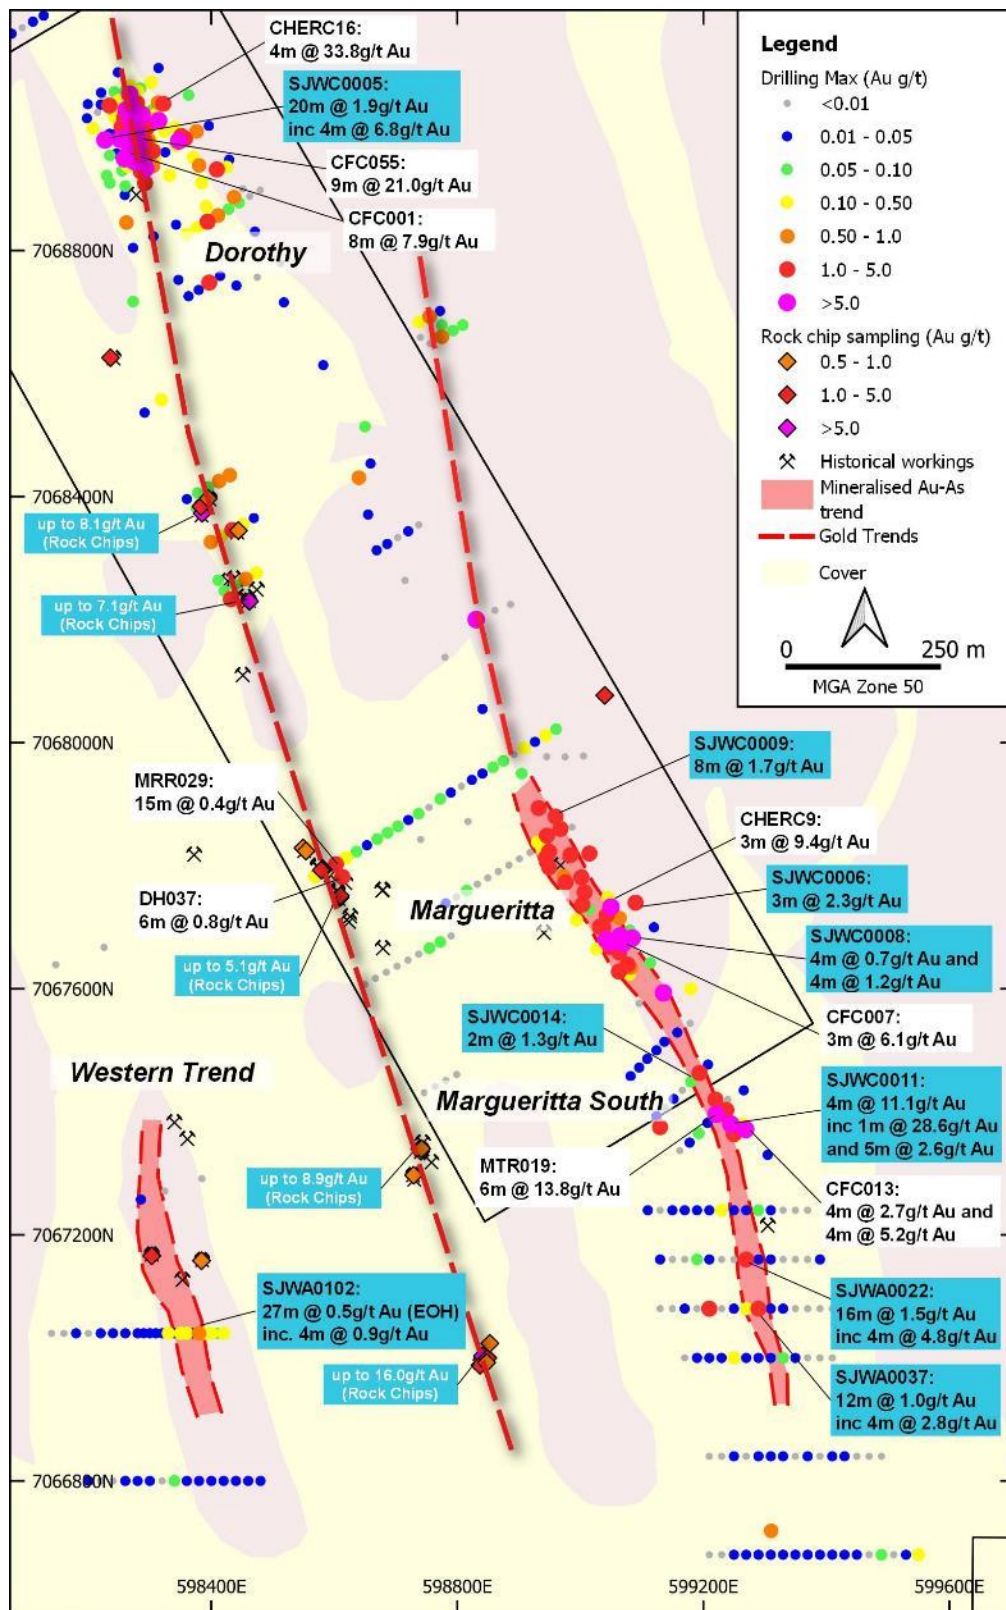 CHERC16:
4m @ 33.8g/t Au
SJWC0005:
20m @ 1.9g/t Au
inc 4m @ 6.8g/t Au
CFC055:
9m @ 21.0g/t Au
CFC001:
8m @ 7.9g/t Au
Dorothy
7068800N
Legend
Drilling Max (Au g/t)
<0.01
0.01 - 0.05
0.05 - 0.10
0.10 - 0.50
0.50 - 1.0
1.0 - 5.0
>5.0
Rock chip sampling (Au g/t)
0.5 - 1.0
1.0 - 5.0
>5.0
Historical workings
Mineralised Au-As
trend
Gold Trends
Cover
0 250 m
MGA Zone 50
7068400N
up to 8.1g/t Au
(Rock Chips)
up to 7.1g/t Au
(Rock Chips)
7068000N
MRR029:
15m @ 0.4g/t Au
DH037:
6m @ 0.8g/t Au
up to 5.1g/t Au
(Rock Chips)
SJWC0009:
8m @ 1.7g/t Au
CHERC9:
3m @ 9.4g/t Au
SJWC0006:
3m @ 2.3g/t Au
Margueritta
SJWC0008:
4m @ 0.7g/t Au and
4m @ 1.2g/t Au
7067600N
SJWC0014:
2m @ 1.3g/t Au
CFC007:
3m @ 6.1g/t Au
Western Trend
Margueritta South
SJWC0011:
4m @ 11.1g/t Au
inc 1m @ 28.6g/t Au
and 5m @ 2.6g/t Au
up to 8.9g/t Au
(Rock Chips)
MTR019:
6m @ 13.8g/t Au
CFC013:
4m @ 2.7g/t Au and
4m @ 5.2g/t Au
7067200N
SJWA0102:
27m @ 0.5g/t Au (EOH)
inc. 4m @ 0.9g/t Au
SJWA0022:
16m @ 1.5g/t Au
inc 4m @ 4.8g/t Au
up to 16.0g/t Au
(Rock Chips)
SJWA0037:
12m @ 1.0g/t Au
inc 4m @ 2.8g/t Au
7066800N
598400E 598800E 599200E 599600E